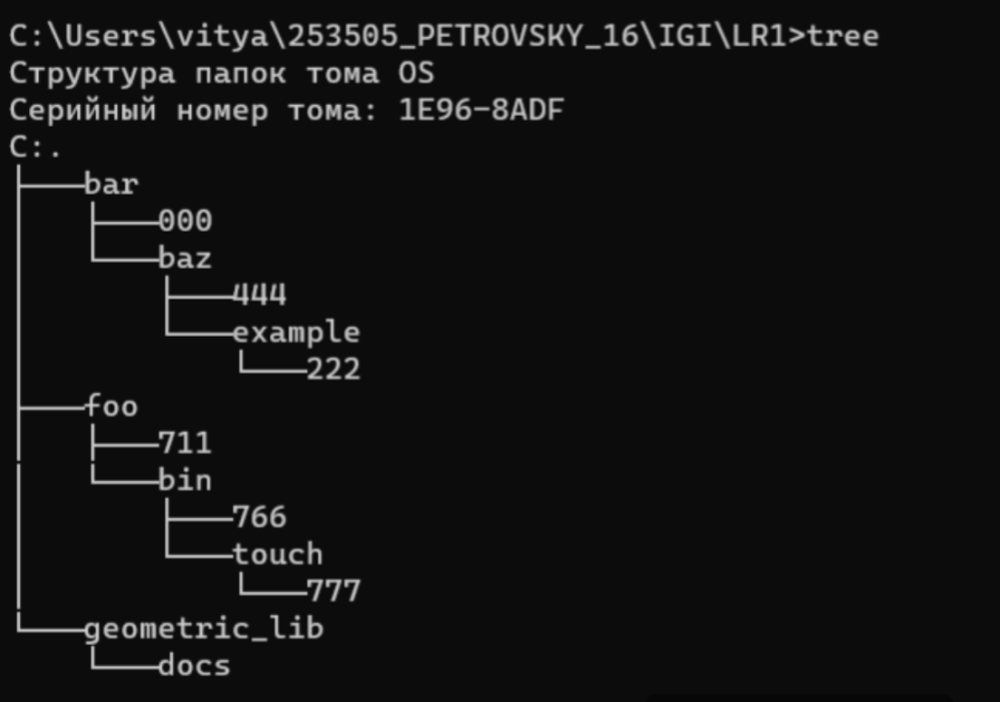 C:\Users\vitya\253505_PETROVSKY_16\IGI\LR1>tree
Структура папок тома OS
Серийный номер тома: 1E96-8ADF
C:.
├───bar
│   ├───000
│   └───baz
│       ├───444
│       └───example
│           └───222
├───foo
│   ├───711
│   └───bin
│       ├───766
│       └───touch
│           └───777
└───geometric_lib
    └───docs